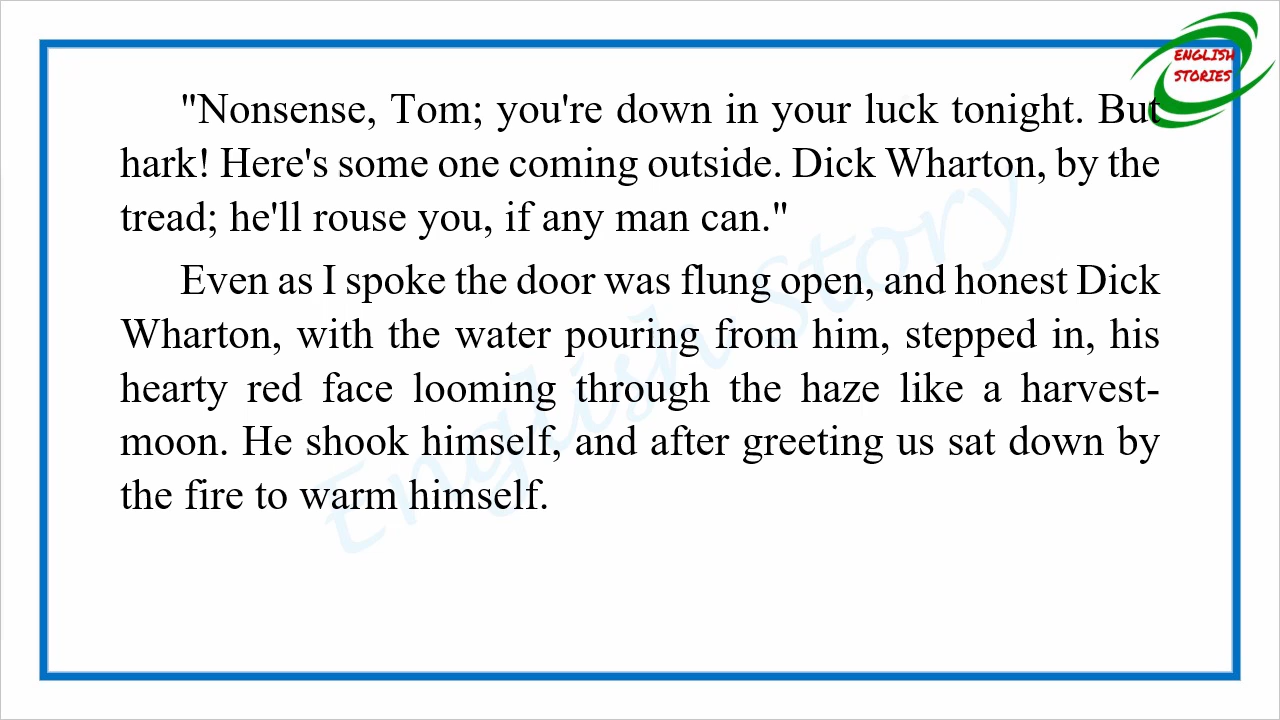 ENGLISH
STORIES
"Nonsense, Tom; you're down in your luck tonight. But
hark! Here's some one coming outside. Dick Wharton, by the
tread; he'll rouse you, if any man can."
Even as I spoke the door was flung open, and honest Dick
Wharton, with the water pouring from him, stepped in, his
hearty red face looming through the haze like a harvest-
moon. He shook himself, and after greeting us sat down by
the fire to warm himself.
English Story